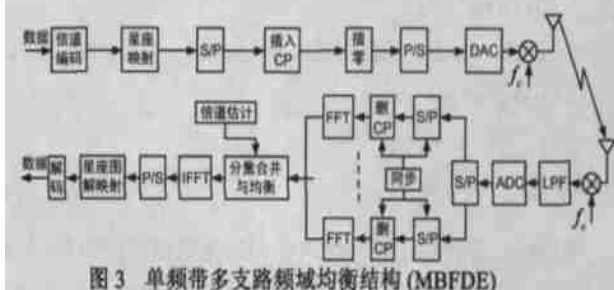 数据 信道编码 星座映射 S/P 插入CP 插零 P/S DAC
f_c
信道估计
FFT 删CP S/P
数据 解码 星座图解映射 P/S IFFT 分集合并与均衡 同步 S/P ADC LPF
f_c
FFT 删CP S/P
图 3 单频带多支路频域均衡结构 (MBFDE)